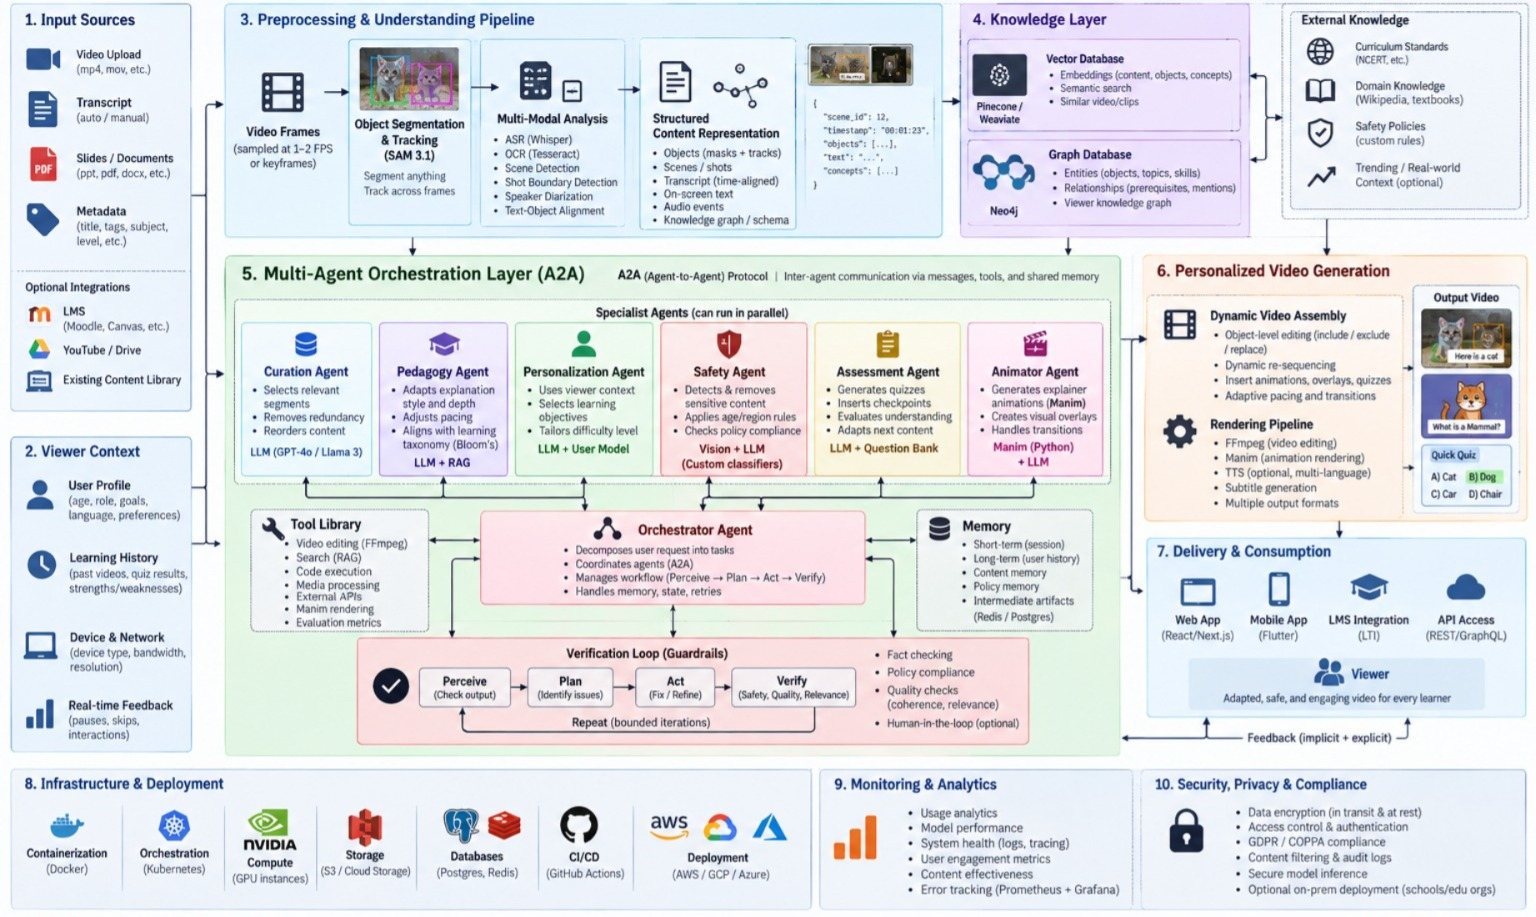 1. Input Sources
Video Upload
(mp4, mov, etc.)
Transcript
(auto / manual)
PDF
Slides / Documents
(ppt, pdf, docx, etc.)
Metadata
(title, tags, subject,
level, etc.)
Optional Integrations
LMS
(Moodle, Canvas, etc.)
YouTube / Drive
Existing Content Library
2. Viewer Context
User Profile
(age, role, goals,
language, preferences)
Learning History
(past videos, quiz results,
strengths/weaknesses)
Device & Network
(device type, bandwidth,
resolution)
Real-time Feedback
(pauses, skips,
interactions)
3. Preprocessing & Understanding Pipeline
Video Frames
(sampled at 1–2 FPS
or keyframes)
Object Segmentation
& Tracking
(SAM 3.1)
Segment anything
Track across frames
Multi-Modal Analysis
• ASR (Whisper)
• OCR (Tesseract)
• Scene Detection
• Shot Boundary Detection
• Speaker Diarization
• Text-Object Alignment
Structured
Content Representation
• Objects (masks + tracks)
• Scenes / shots
• Transcript (time-aligned)
• On-screen text
• Audio events
• Knowledge graph / schema
{
"scene_id": 12,
"timestamp": "00:01:23",
"objects": [...],
"text": "...",
"concepts": [...]
}
4. Knowledge Layer
Pinecone /
Weaviate
Vector Database
• Embeddings (content, objects, concepts)
• Semantic search
• Similar video/clips
Neo4j
Graph Database
• Entities (objects, topics, skills)
• Relationships (prerequisites, mentions)
• Viewer knowledge graph
External Knowledge
Curriculum Standards
(NCERT, etc.)
Domain Knowledge
(Wikipedia, textbooks)
Safety Policies
(custom rules)
Trending / Real-world
Context (optional)
5. Multi-Agent Orchestration Layer (A2A)
A2A (Agent-to-Agent) Protocol | Inter-agent communication via messages, tools, and shared memory
Specialist Agents (can run in parallel)
Curation Agent
• Selects relevant
segments
• Removes redundancy
• Reorders content
LLM (GPT-4o / Llama 3)
Pedagogy Agent
• Adapts explanation
style and depth
• Adjusts pacing
• Aligns with learning
taxonomy (Bloom's)
LLM + RAG
Personalization Agent
• Uses viewer context
• Selects learning
objectives
• Tailors difficulty level
LLM + User Model
Safety Agent
• Detects & removes
sensitive content
• Applies age/region rules
• Checks policy compliance
Vision + LLM
(Custom classifiers)
Assessment Agent
• Generates quizzes
• Inserts checkpoints
• Evaluates understanding
• Adapts next content
LLM + Question Bank
Animator Agent
• Generates explainer
animations (Manim)
• Creates visual overlays
• Handles transitions
Manim (Python)
+ LLM
Tool Library
• Video editing (FFmpeg)
• Search (RAG)
• Code execution
• Media processing
• External APIs
• Manim rendering
• Evaluation metrics
Orchestrator Agent
• Decomposes user request into tasks
• Coordinates agents (A2A)
• Manages workflow (Perceive → Plan → Act → Verify)
• Handles memory, state, retries
Memory
• Short-term (session)
• Long-term (user history)
• Content memory
• Policy memory
• Intermediate artifacts
(Redis / Postgres)
Verification Loop (Guardrails)
Perceive
(Check output)
Plan
(Identify issues)
Act
(Fix / Refine)
Verify
(Safety, Quality, Relevance)
Repeat (bounded iterations)
• Fact checking
• Policy compliance
• Quality checks
(coherence, relevance)
• Human-in-the-loop (optional)
6. Personalized Video Generation
Dynamic Video Assembly
• Object-level editing (include / exclude
/ replace)
• Dynamic re-sequencing
• Insert animations, overlays, quizzes
• Adaptive pacing and transitions
Rendering Pipeline
• FFmpeg (video editing)
• Manim (animation rendering)
• TTS (optional, multi-language)
• Subtitle generation
• Multiple output formats
Output Video
Here is a cat
What is a Mammal?
Quick Quiz
A) Cat B) Dog
C) Car D) Chair
7. Delivery & Consumption
Web App
(React/Next.js)
Mobile App
(Flutter)
LMS Integration
(LTI)
API Access
(REST/GraphQL)
Viewer
Adapted, safe, and engaging video for every learner
Feedback (implicit + explicit)
8. Infrastructure & Deployment
Containerization
(Docker)
Orchestration
(Kubernetes)
NVIDIA
Compute
(GPU instances)
Storage
(S3 / Cloud Storage)
Databases
(Postgres, Redis)
CI/CD
(GitHub Actions)
aws
Deployment
(AWS / GCP / Azure)
9. Monitoring & Analytics
• Usage analytics
• Model performance
• System health (logs, tracing)
• User engagement metrics
• Content effectiveness
• Error tracking (Prometheus + Grafana)
10. Security, Privacy & Compliance
• Data encryption (in transit & at rest)
• Access control & authentication
• GDPR / COPPA compliance
• Content filtering & audit logs
• Secure model inference
• Optional on-prem deployment (schools/edu orgs)